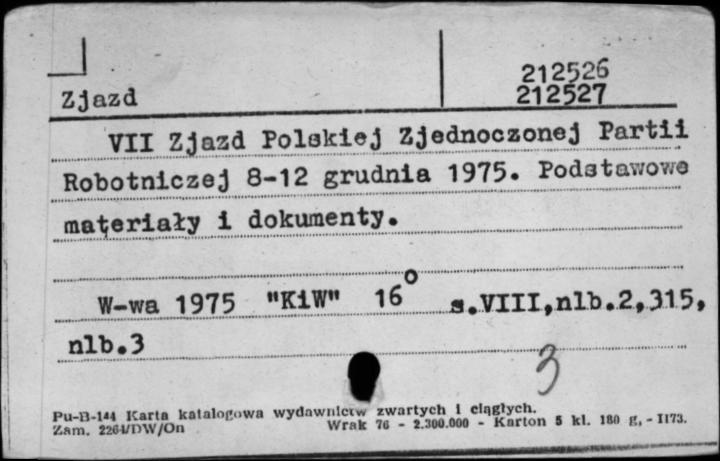 212526
Zjazd 212527
VII Zjazd Polskiej Zjednoczonej Partii
Robotniczej 8-12 grudnia 1975. Podstawowe
materiały i dokumenty.
W-wa 1975 "KiW" 16° s.VIII,nlb.2,315,
nlb.3
3
Pu-B-144 Karta katalogowa wydawnictw zwartych i ciągłych.
Zam. 2264/DW/On Wrak 76 - 2.300.000 - Karton 5 kl. 180 g, - I173.